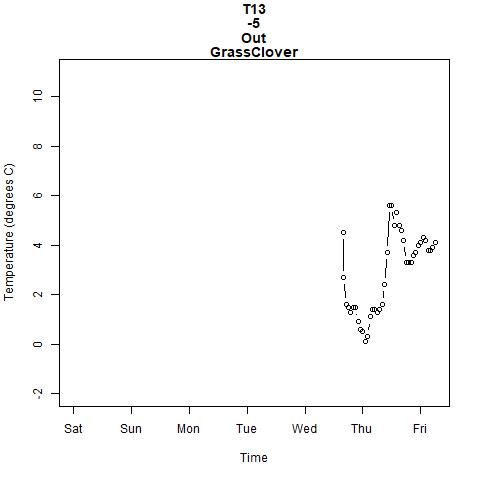 T13
-5
Out
GrassClover
Temperature (degrees C)
10
8
6
4
2
0
-2
Sat Sun Mon Tue Wed Thu Fri
Time